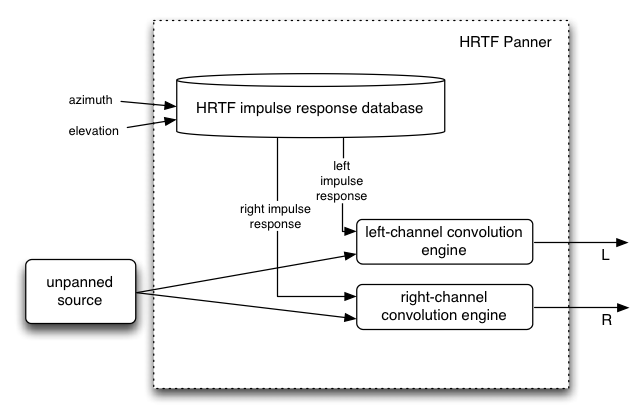 HRTF Panner
azimuth
HRTF impulse response database
elevation
left
impulse
response
right impulse
response
left-channel convolution
engine
L
unpanned
source
right-channel
convolution engine
R